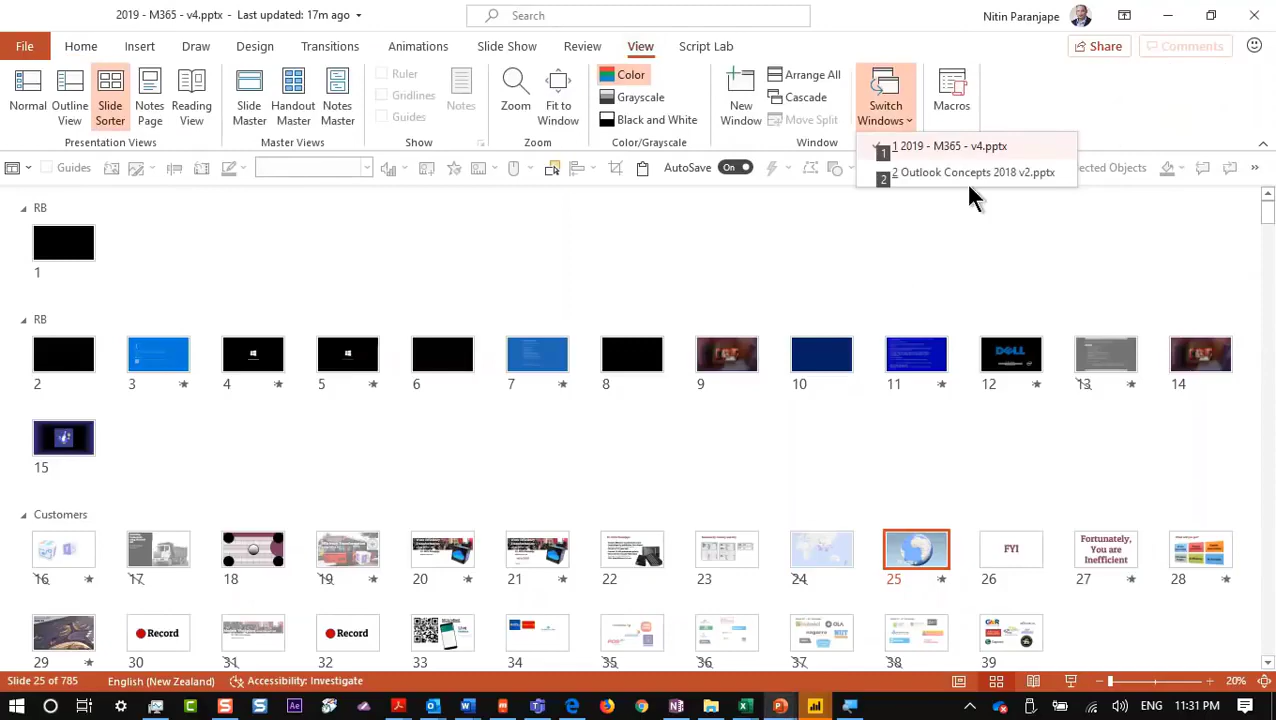 2019 - M365 - v4.pptx - Last updated: 17m ago
Search
Nitin Paranjape
File Home Insert Draw Design Transitions Animations Slide Show Review View Script Lab
Share Comments
Normal
Outline View
Slide Sorter
Notes Page
Reading View
Presentation Views
Slide Master
Handout Master
Notes Master
Master Views
Ruler
Gridlines
Guides
Notes
Show
Zoom
Fit to Window
Zoom
Color
Grayscale
Black and White
Color/Grayscale
New Window
Arrange All
Cascade
Move Split
Switch Windows
Window
Macros
1 2019 - M365 - v4.pptx
1
2 Outlook Concepts 2018 v2.pptx
2
Guides
AutoSave On
ected Objects
RB
1
RB
DELL
2 3 4 5 6 7 8 9 10 11 12 13 14
15
Customers
FYI
Fortunately,
You are
Inefficient
16 17 18 19 20 21 22 23 24 25 26 27 28
Record
Record
29 30 31 32 33 34 35 36 37 38 39
Slide 25 of 785 English (New Zealand) Accessibility: Investigate
20%
ENG 11:31 PM